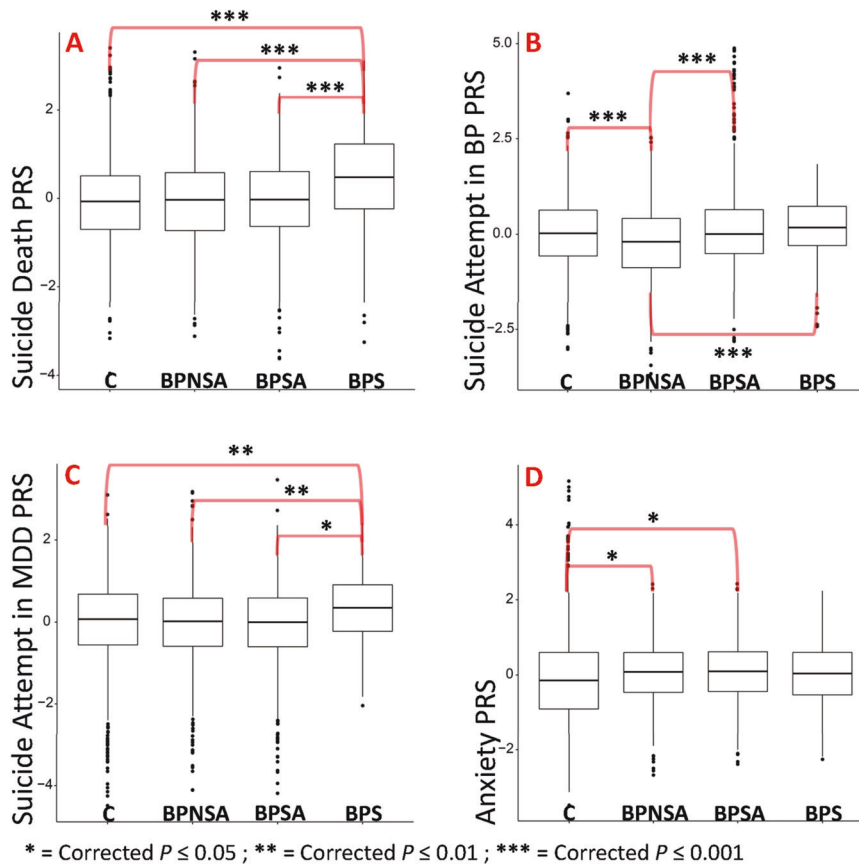 A
Suicide Death PRS
***
***
***
2
0
−2
−4
C BPNSA BPSA BPS
B
Suicide Attempt in BP PRS
5.0
2.5
0.0
-2.5
***
***
***
C BPNSA BPSA BPS
C
Suicide Attempt in MDD PRS
**
**
*
2
0
−2
−4
C BPNSA BPSA BPS
D
Anxiety PRS
*
*
4
2
0
−2
C BPNSA BPSA BPS
* = Corrected P ≤ 0.05 ; ** = Corrected P ≤ 0.01 ; *** = Corrected P ≤ 0.001